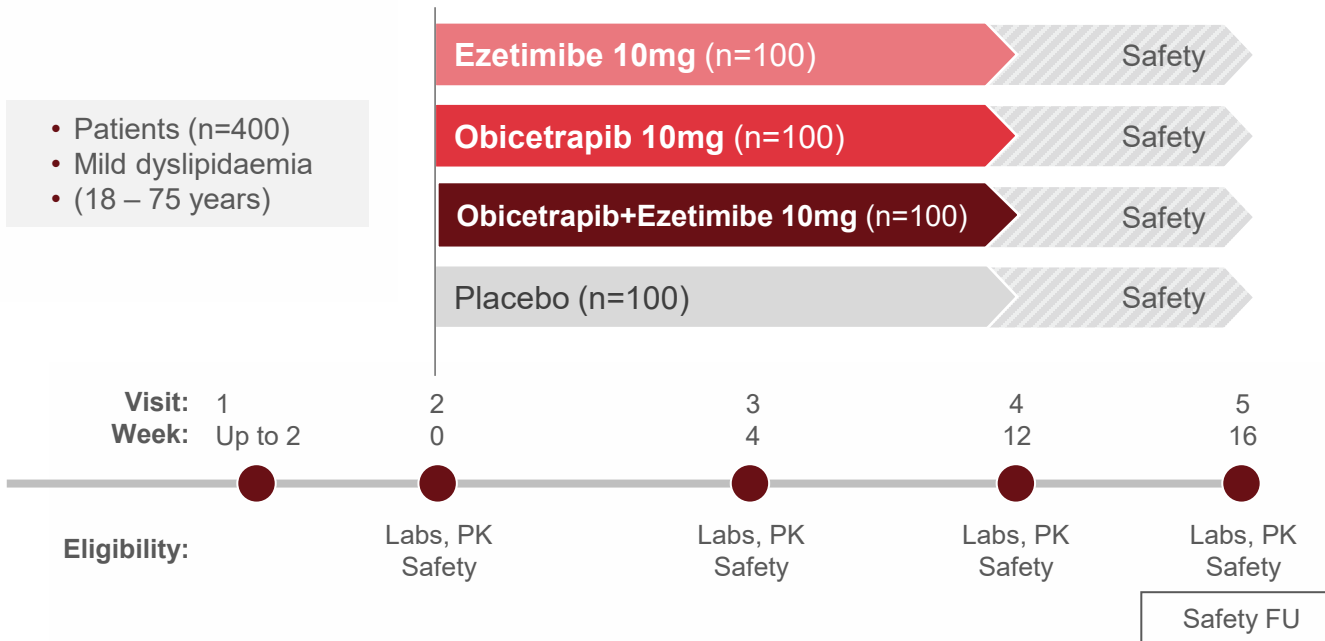 Ezetimibe 10mg (n=100)
Safety
• Patients (n=400)
• Mild dyslipidaemia
• (18 – 75 years)
Obicetrapib 10mg (n=100)
Safety
Obicetrapib+Ezetimibe 10mg (n=100)
Safety
Placebo (n=100)
Safety
Visit: 1 2 3 4 5
Week: Up to 2 0 4 12 16
Eligibility:
Labs, PK
Safety
Labs, PK
Safety
Labs, PK
Safety
Labs, PK
Safety
Safety FU